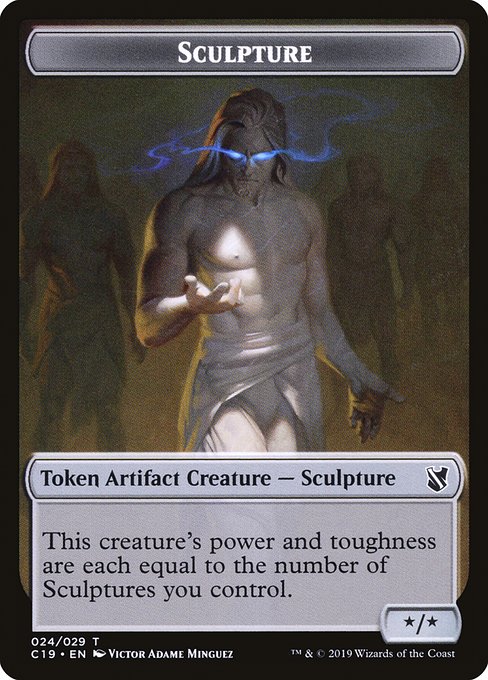 Sculpture
Token Artifact Creature — Sculpture
This creature's power and toughness
are each equal to the number of
Sculptures you control.
★/★
024/029 T
C19 • EN Victor Adame Minguez
™ & © 2019 Wizards of the Coast